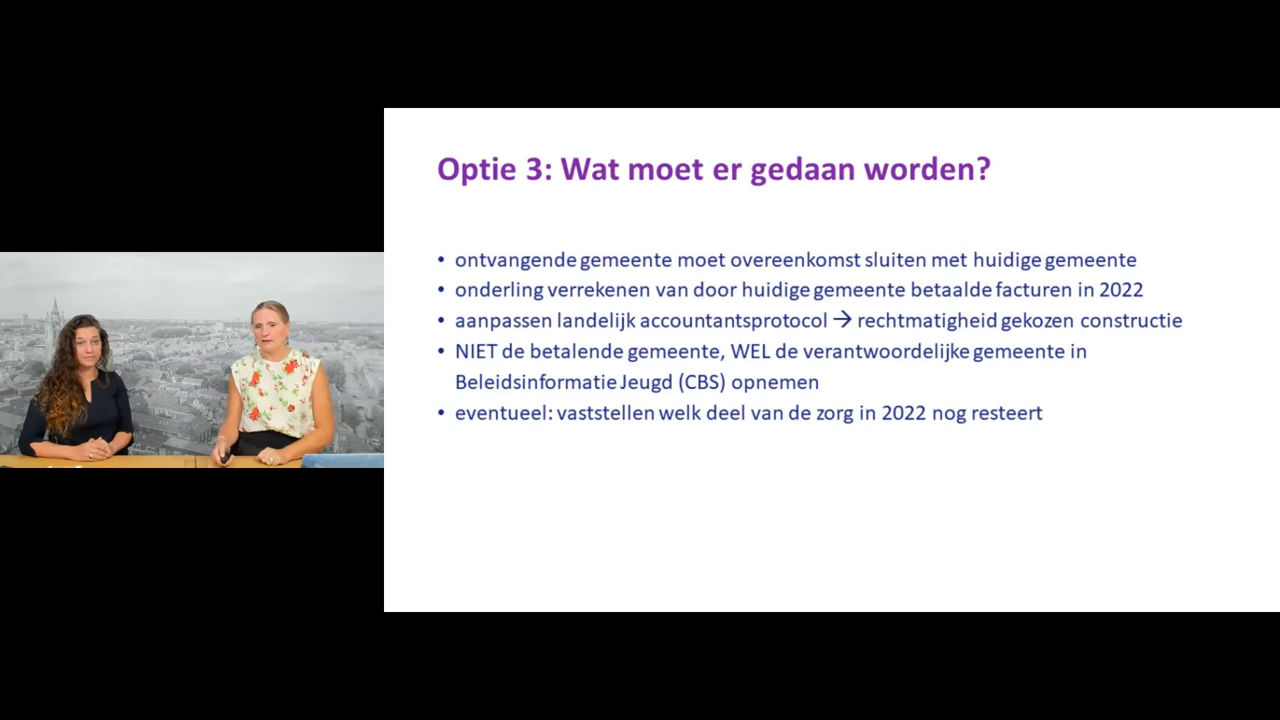 Optie 3: Wat moet er gedaan worden?
• ontvangende gemeente moet overeenkomst sluiten met huidige gemeente
• onderling verrekenen van door huidige gemeente betaalde facturen in 2022
• aanpassen landelijk accountantsprotocol → rechtmatigheid gekozen constructie
• NIET de betalende gemeente, WEL de verantwoordelijke gemeente in
Beleidsinformatie Jeugd (CBS) opnemen
• eventueel: vaststellen welk deel van de zorg in 2022 nog resteert